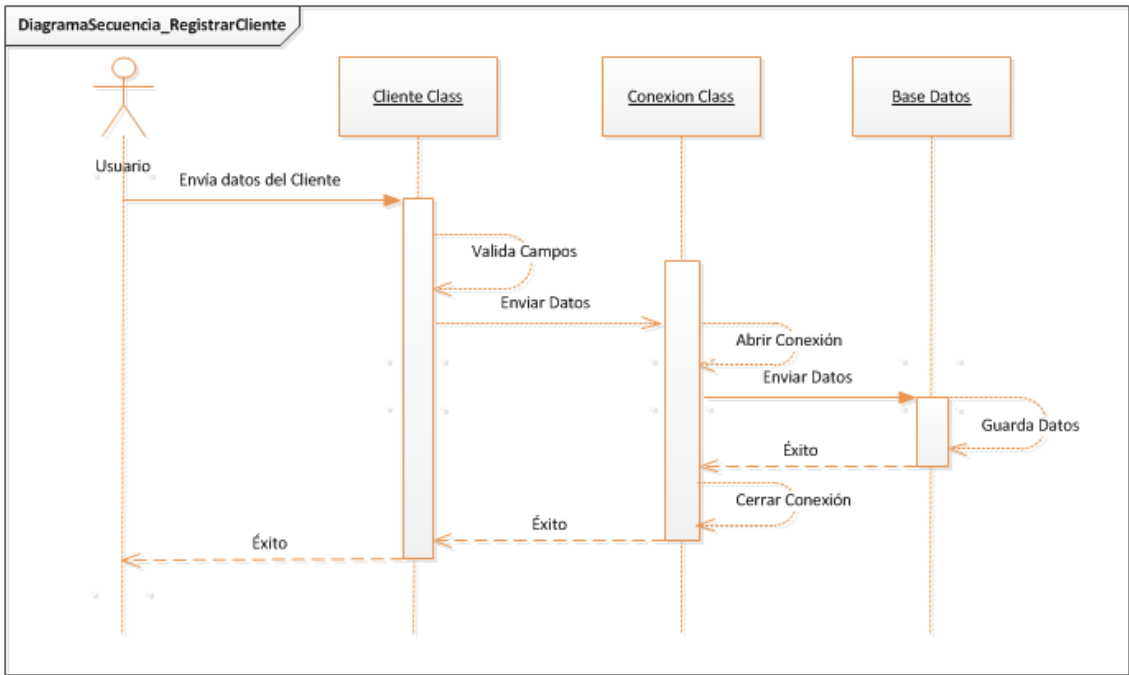 DiagramaSecuencia_RegistrarCliente
Cliente Class
Conexion Class
Base Datos
Usuario
Envía datos del Cliente
Valida Campos
Enviar Datos
Abrir Conexión
Enviar Datos
Guarda Datos
Éxito
Cerrar Conexión
Éxito
Éxito